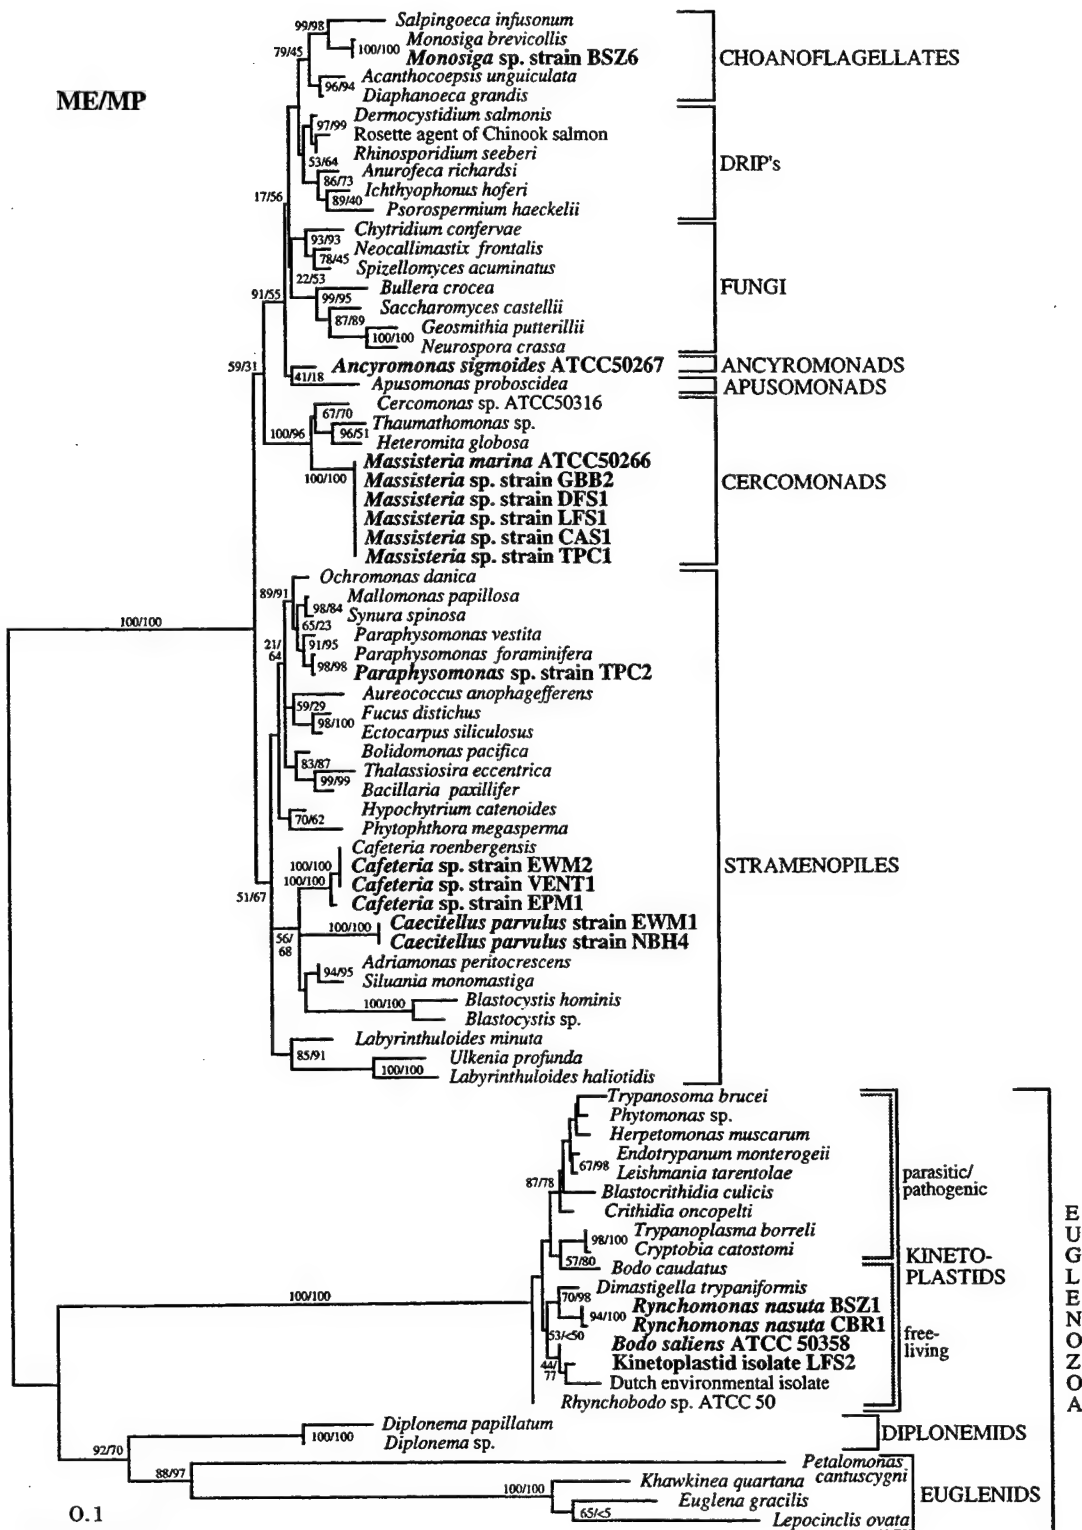 ME/MP
99/98
Salpingoeca infusonum
79/45
Monosiga brevicollis
100/100
Monosiga sp. strain BSZ6
CHOANOFLAGELLATES
Acanthocoepsis unguiculata
96/94
Diaphanoeca grandis
Dermocystidium salmonis
97/99
Rosette agent of Chinook salmon
Rhinosporidium seeberi
53/64
DRIP's
Anurofeca richardsi
86/73
Ichthyophonus hoferi
89/40
17/56
Psorospermium haeckelii
Chytridium confervae
93/93
Neocallimastix frontalis
78/45
Spizellomyces acuminatus
22/53
FUNGI
Bullera crocea
91/55
99/95
Saccharomyces castellii
87/89
Geosmithia putterillii
100/100
Neurospora crassa
59/31
Ancyromonas sigmoides ATCC50267
ANCYROMONADS
41/18
Apusomonas proboscidea
APUSOMONADS
Cercomonas sp. ATCC50316
67/70
Thaumathomonas sp.
100/96
96/51
Heteromita globosa
Massisteria marina ATCC50266
100/100
Massisteria sp. strain GBB2
CERCOMONADS
Massisteria sp. strain DFS1
Massisteria sp. strain LFS1
Massisteria sp. strain CAS1
Massisteria sp. strain TPC1
Ochromonas danica
89/91
Mallomonas papillosa
98/84
Synura spinosa
65/23
100/100
Paraphysomonas vestita
91/95
21/
64
Paraphysomonas foraminifera
98/98
Paraphysomonas sp. strain TPC2
Aureococcus anophagefferens
59/29
Fucus distichus
98/100
Ectocarpus siliculosus
Bolidomonas pacifica
83/87
Thalassiosira eccentrica
99/99
Bacillaria paxillifer
Hypochytrium catenoides
70/62
Phytophthora megasperma
Cafeteria roenbergensis
100/100
Cafeteria sp. strain EWM2
STRAMENOPILES
100/100
Cafeteria sp. strain VENT1
51/67
Cafeteria sp. strain EPM1
Caecitellus parvulus strain EWM1
100/100
56/
68
Caecitellus parvulus strain NBH4
Adriamonas peritocrescens
94/95
Siluania monomastiga
100/100
Blastocystis hominis
Blastocystis sp.
Labyrinthuloides minuta
85/91
Ulkenia profunda
100/100
Labyrinthuloides haliotidis
Trypanosoma brucei
Phytomonas sp.
Herpetomonas muscarum
Endotrypanum monterogeii
67/98
Leishmania tarentolae
parasitic/
pathogenic
87/78
Blastocrithidia culicis
Crithidia oncopelti
Trypanoplasma borreli
98/100
Cryptobia catostomi
57/80
Bodo caudatus
KINETO-
PLASTIDS
EUGLENOZOA
Dimastigella trypaniformis
70/98
100/100
Rynchomonas nasuta BSZ1
94/100
Rynchomonas nasuta CBR1
53/<50
Bodo saliens ATCC 50358
free-
living
44/
77
Kinetoplastid isolate LFS2
Dutch environmental isolate
Rhynchobodo sp. ATCC 50
Diplonema papillatum
100/100
Diplonema sp.
DIPLONEMIDS
92/70
Petalomonas
cantuscygni
88/97
Khawkinea quartana
100/100
EUGLENIDS
Euglena gracilis
65/<5
Lepocinclis ovata
0.1